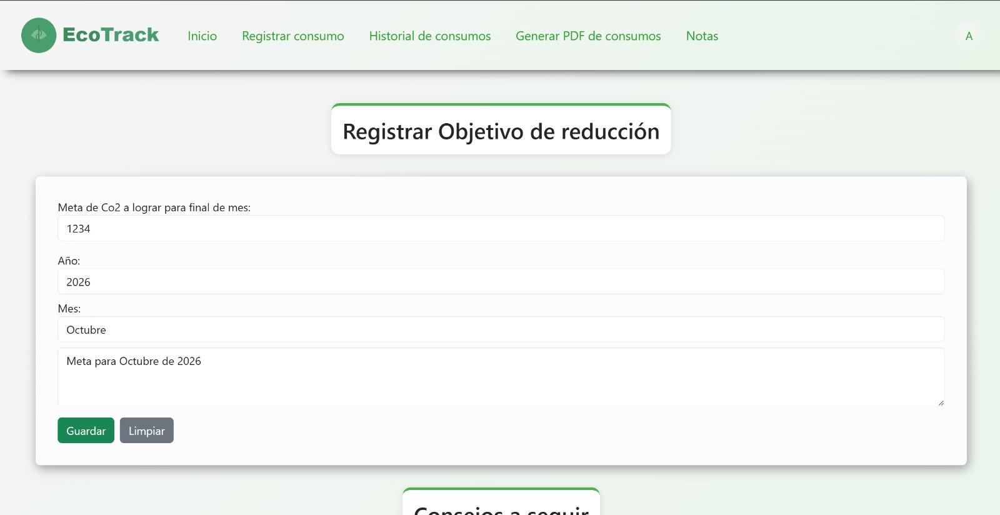 EcoTrack Inicio Registrar consumo Historial de consumos Generar PDF de consumos Notas A
Registrar Objetivo de reducción
Meta de Co2 a lograr para final de mes:
1234
Año:
2026
Mes:
Octubre
Meta para Octubre de 2026
Guardar Limpiar
Consejos a seguir